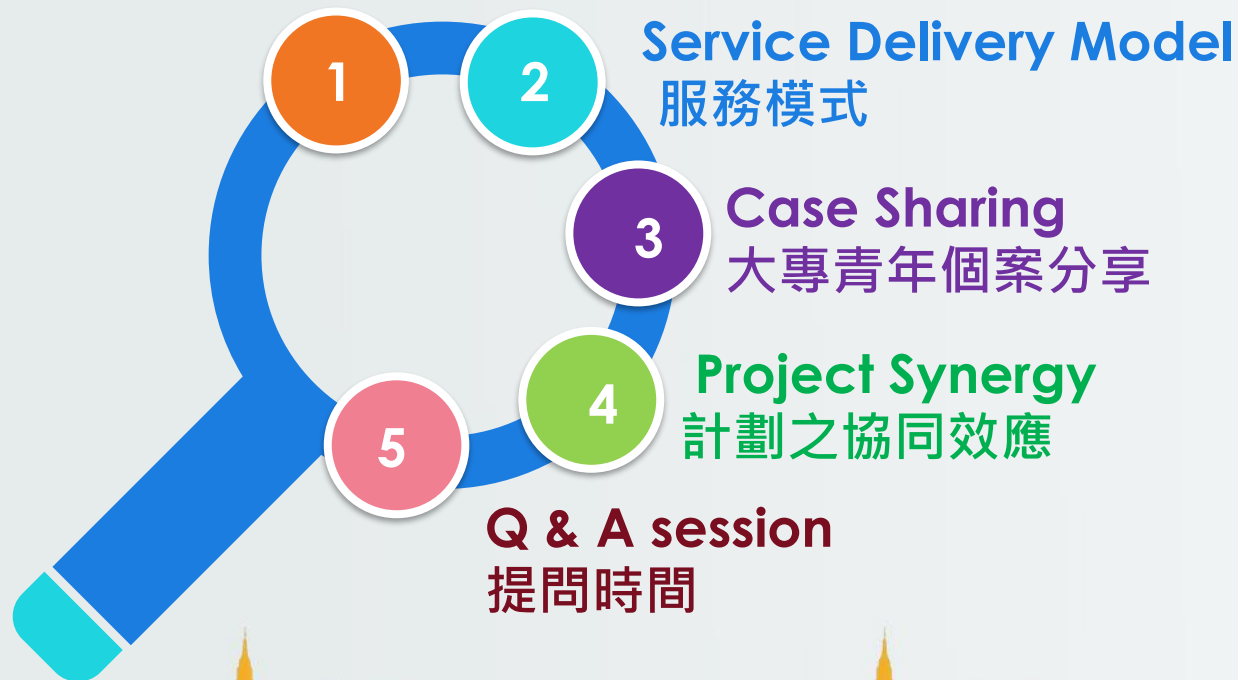 1
2
Service Delivery Model
服務模式
3
Case Sharing
大專青年個案分享
4
Project Synergy
計劃之協同效應
5
Q & A session
提問時間